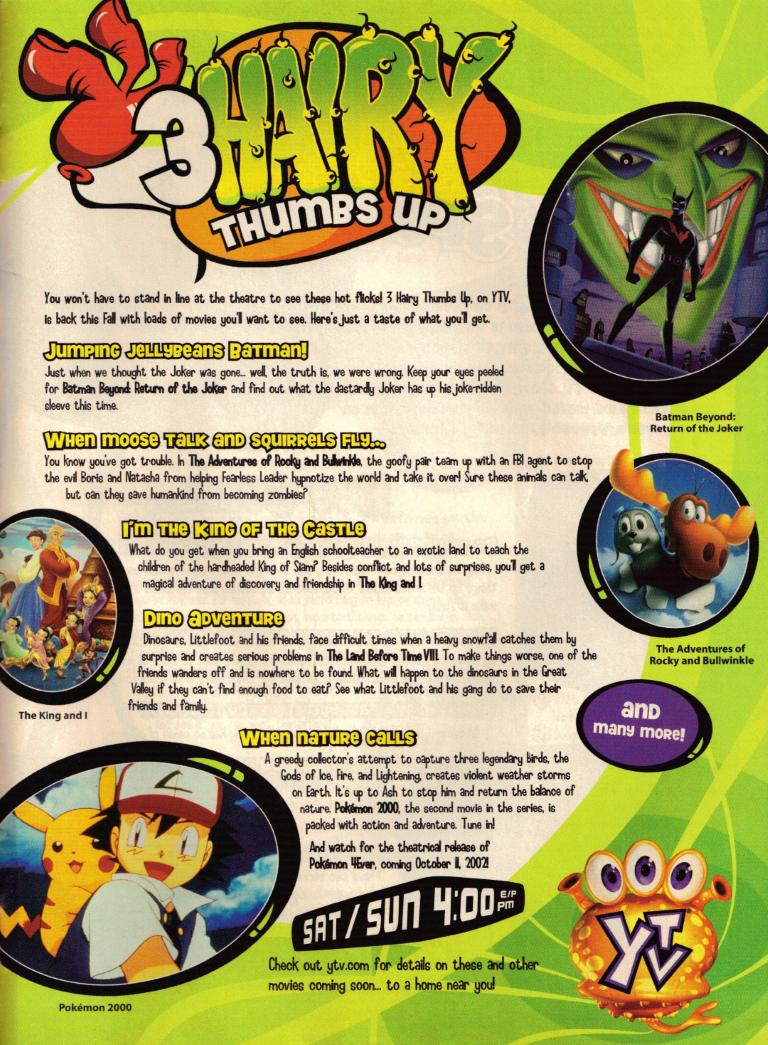 3 HAIRY
THUMBS UP
You won't have to stand in line at the theatre to see these hot flicks! 3 Hairy Thumbs Up, on YTV,
is back this Fall with loads of movies you'll want to see. Here's just a taste of what you'll get.
Jumping Jellybeans Batman!
Just when we thought the Joker was gone... well, the truth is, we were wrong. Keep your eyes peeled
for Batman Beyond: Return of the Joker and find out what the dastardly Joker has up his joke-ridden
sleeve this time.
Batman Beyond:
Return of the Joker
When moose talk and squirrels fly...
You know you've got trouble. In The Adventures of Rocky and Bullwinkle, the goofy pair team up with an FBI agent to stop
the evil Boris and Natasha from helping Fearless Leader hypnotize the world and take it over! Sure these animals can talk,
but can they save humankind from becoming zombies?
I'm the King of the Castle
What do you get when you bring an English schoolteacher to an exotic land to teach the
children of the hardheaded King of Siam? Besides conflict and lots of surprises, you'll get a
magical adventure of discovery and friendship in The King and I.
The King and I
Dino Adventure
Dinosaurs, Littlefoot and his friends, face difficult times when a heavy snowfall catches them by
surprise and creates serious problems in The Land Before Time VIII. To make things worse, one of the
friends wanders off and is nowhere to be found. What will happen to the dinosaurs in the Great
Valley if they can't find enough food to eat? See what Littlefoot and his gang do to save their
friends and family.
The Adventures of
Rocky and Bullwinkle
and
many more!
When nature calls
A greedy collector's attempt to capture three legendary birds, the
Gods of Ice, Fire, and Lightening, creates violent weather storms
on Earth. It's up to Ash to stop him and return the balance of
nature. Pokémon 2000, the second movie in the series, is
packed with action and adventure. Tune in!
And watch for the theatrical release of
Pokémon 4Ever, coming October 11, 2002!
SAT/SUN 4:00 E/P PM
Check out ytv.com for details on these and other
movies coming soon... to a home near you!
Pokémon 2000
YTV